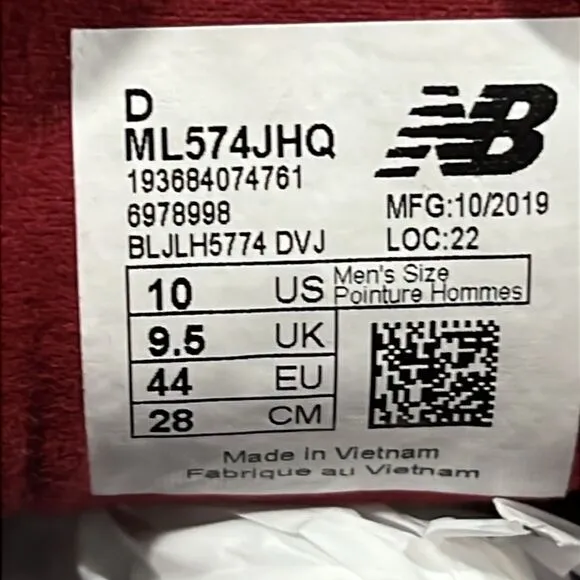 D
ML574JHQ
193684074761
6978998
BLJLH5774 DVJ
NB
MFG:10/2019
LOC:22
10 US Men's Size
Pointure Hommes
9.5 UK
44 EU
28 CM
Made in Vietnam
Fabrique au Vietnam